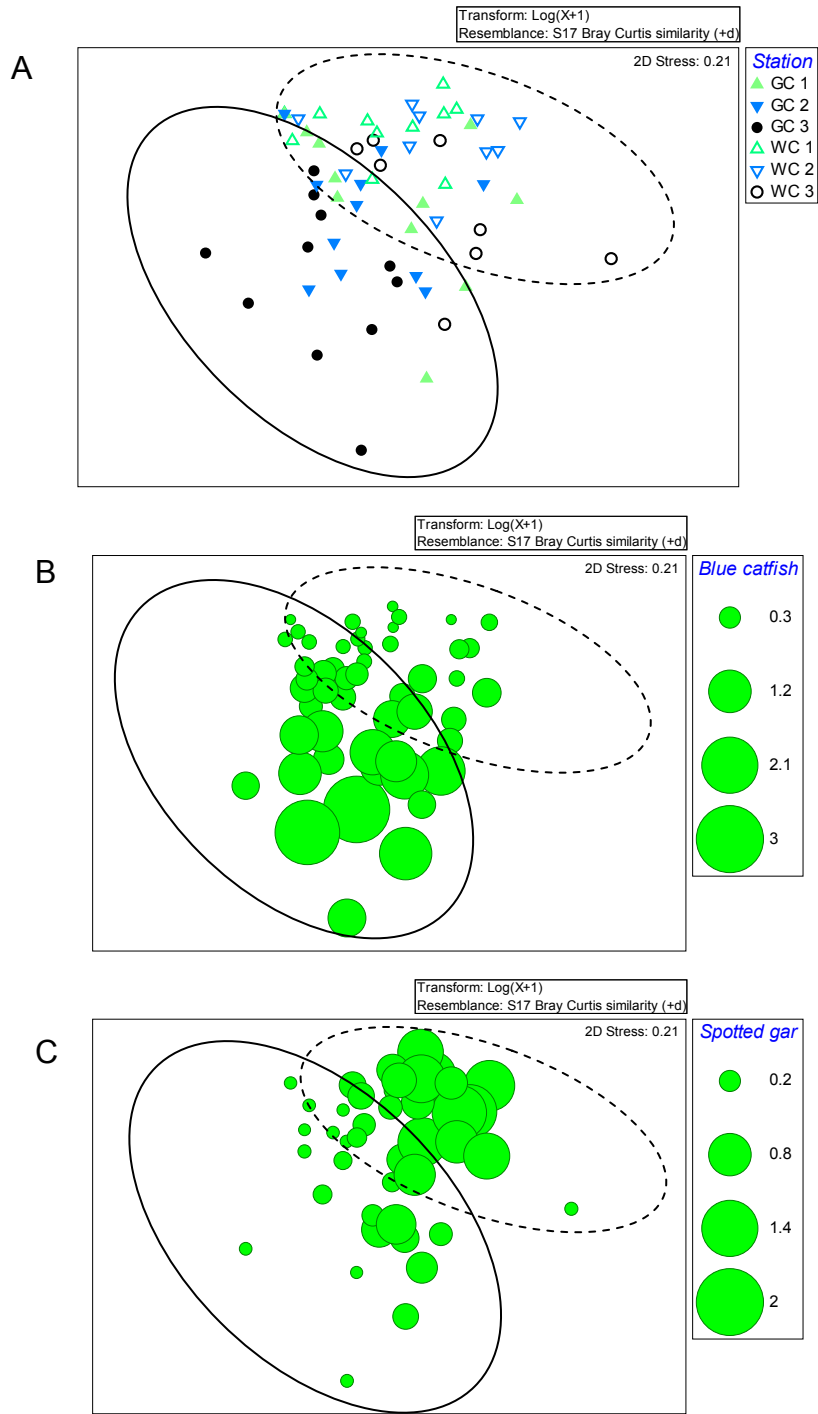 Transform: Log(X+1)
Resemblance: S17 Bray Curtis similarity (+d)
A
2D Stress: 0.21
Station
GC 1
GC 2
GC 3
WC 1
WC 2
WC 3
Transform: Log(X+1)
Resemblance: S17 Bray Curtis similarity (+d)
B
2D Stress: 0.21
Blue catfish
0.3
1.2
2.1
3
Transform: Log(X+1)
Resemblance: S17 Bray Curtis similarity (+d)
C
2D Stress: 0.21
Spotted gar
0.2
0.8
1.4
2